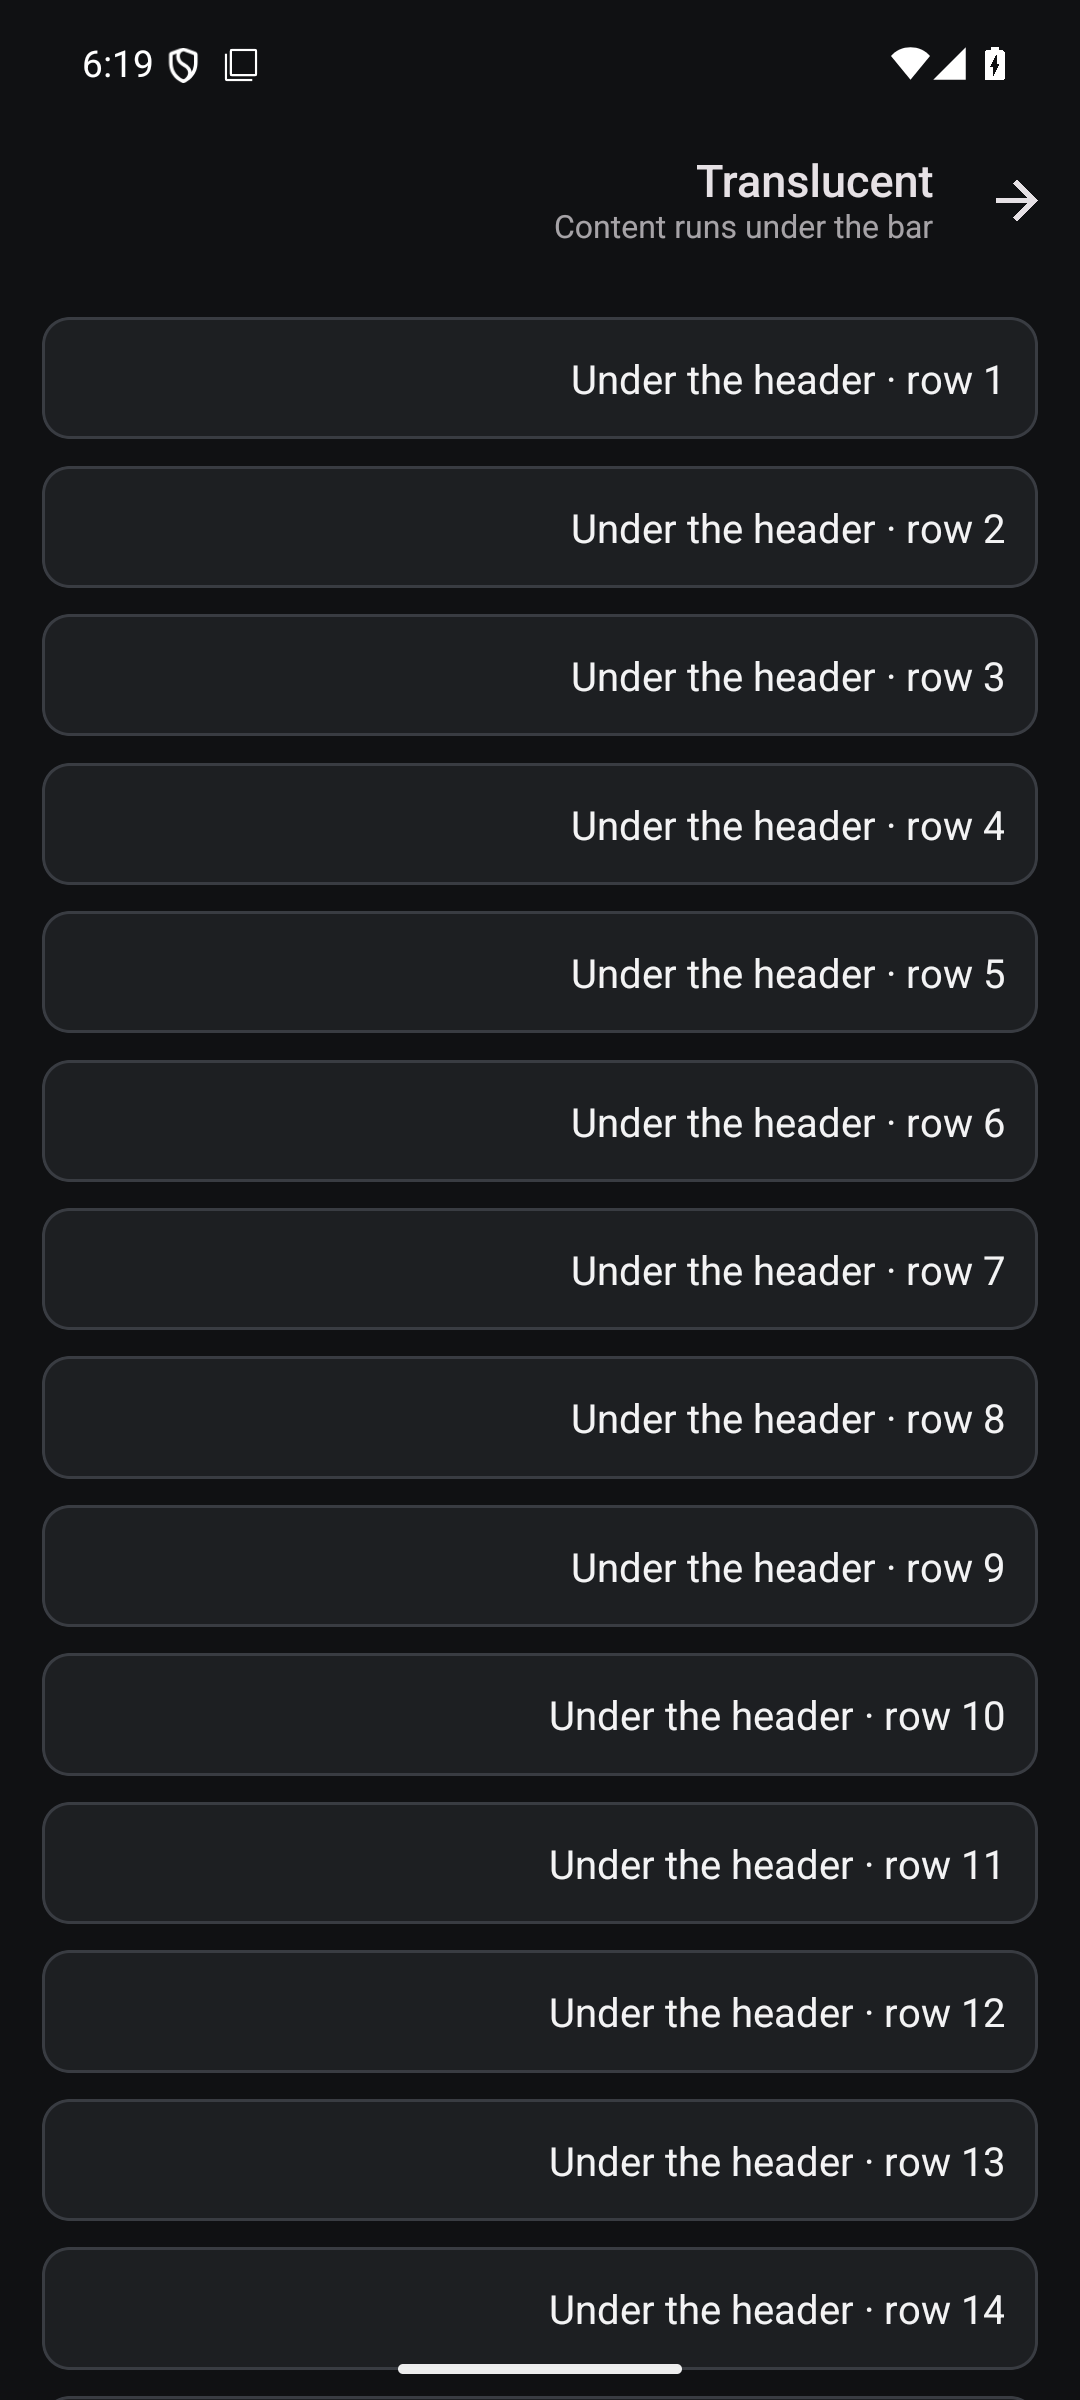 6:19
Translucent
Content runs under the bar
Under the header · row 1
Under the header · row 2
Under the header · row 3
Under the header · row 4
Under the header · row 5
Under the header · row 6
Under the header · row 7
Under the header · row 8
Under the header · row 9
Under the header · row 10
Under the header · row 11
Under the header · row 12
Under the header · row 13
Under the header · row 14